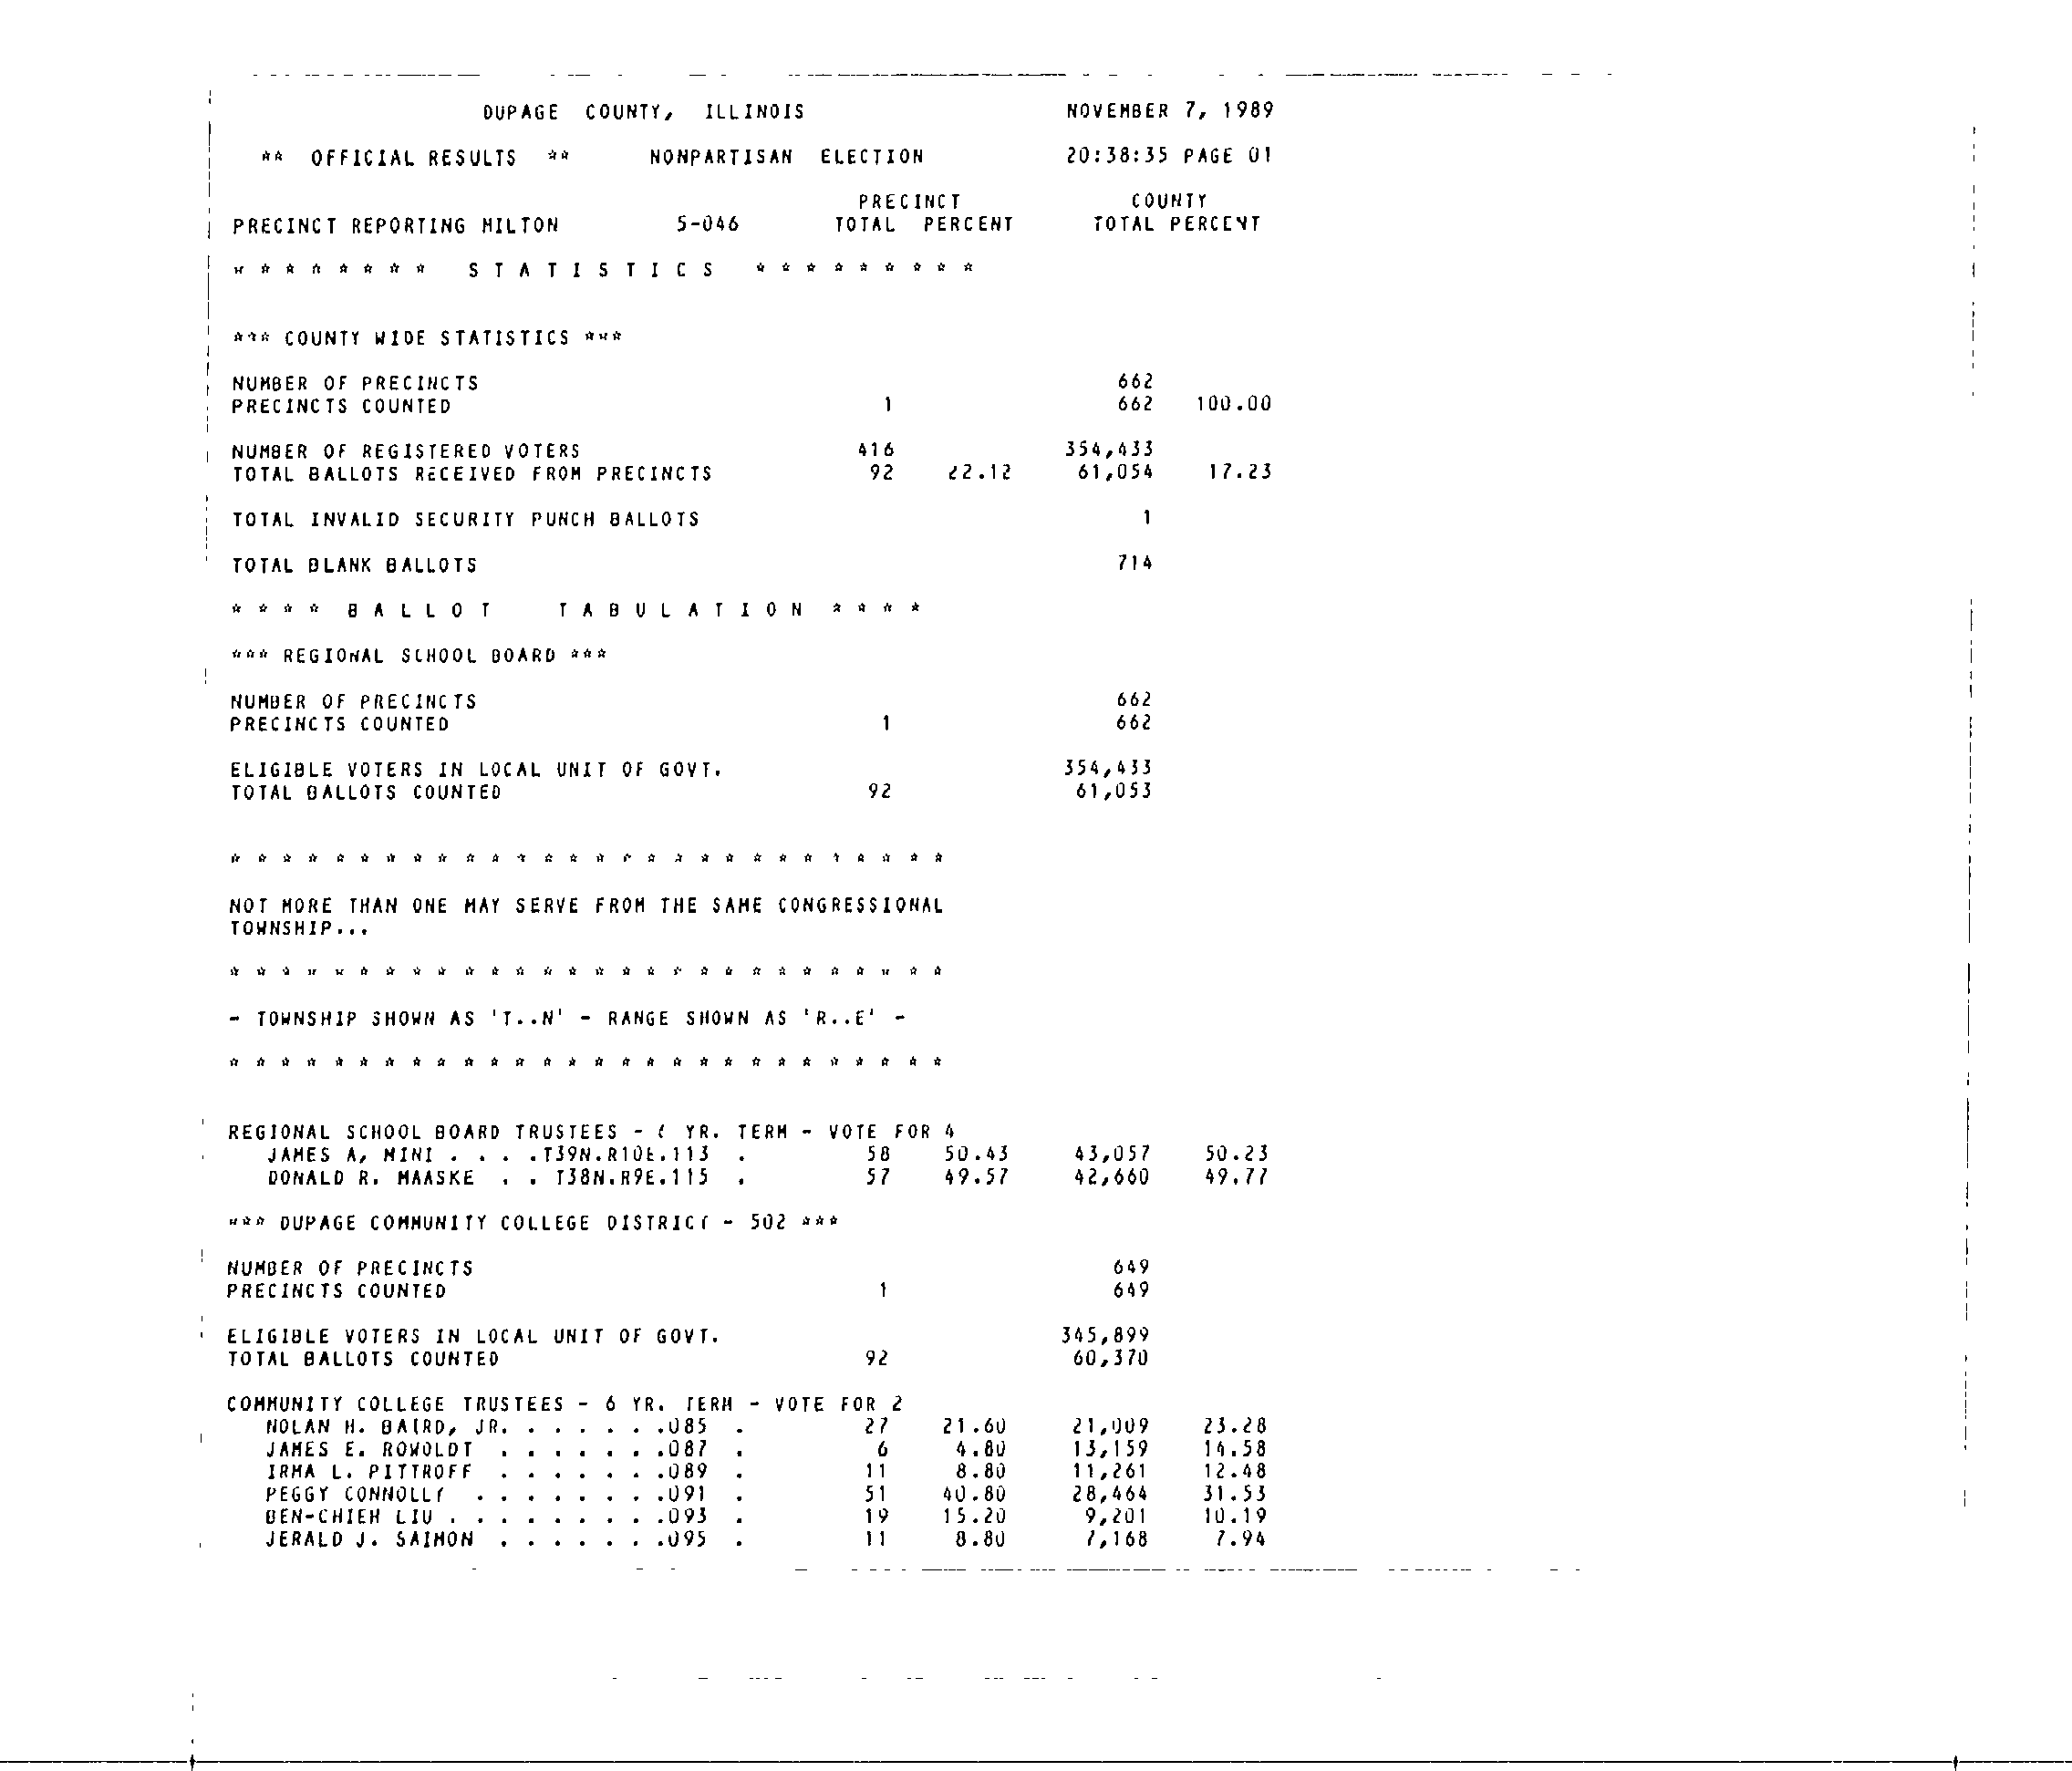 DUPAGE COUNTY, ILLINOIS NOVEMBER 7, 1989
** OFFICIAL RESULTS ** NONPARTISAN ELECTION 20:38:35 PAGE 01
PRECINCT COUNTY
PRECINCT REPORTING MILTON 5-046 TOTAL PERCENT TOTAL PERCENT
* * * * * * * * S T A T I S T I C S * * * * * * * * *
*** COUNTY WIDE STATISTICS ***
NUMBER OF PRECINCTS 662
PRECINCTS COUNTED 1 662 100.00
NUMBER OF REGISTERED VOTERS 416 354,433
TOTAL BALLOTS RECEIVED FROM PRECINCTS 92 22.12 61,054 17.23
TOTAL INVALID SECURITY PUNCH BALLOTS 1
TOTAL BLANK BALLOTS 714
* * * * B A L L O T T A B U L A T I O N * * * *
*** REGIONAL SCHOOL BOARD ***
NUMBER OF PRECINCTS 662
PRECINCTS COUNTED 1 662
ELIGIBLE VOTERS IN LOCAL UNIT OF GOVT. 354,433
TOTAL BALLOTS COUNTED 92 61,053
* * * * * * * * * * * * * * * * * * * * * * * * * * * *
NOT MORE THAN ONE MAY SERVE FROM THE SAME CONGRESSIONAL
TOWNSHIP...
* * * * * * * * * * * * * * * * * * * * * * * * * * * *
- TOWNSHIP SHOWN AS 'T..N' - RANGE SHOWN AS 'R..E' -
* * * * * * * * * * * * * * * * * * * * * * * * * * * *
REGIONAL SCHOOL BOARD TRUSTEES - YR. TERM - VOTE FOR 4
JAMES A, MINI . . . .T39N.R10E.113 . 58 50.43 43,057 50.23
DONALD R. MAASKE . . T38N.R9E.115 . 57 49.57 42,660 49.77
*** DUPAGE COMMUNITY COLLEGE DISTRICT - 502 ***
NUMBER OF PRECINCTS 649
PRECINCTS COUNTED 1 649
ELIGIBLE VOTERS IN LOCAL UNIT OF GOVT. 345,899
TOTAL BALLOTS COUNTED 92 60,370
COMMUNITY COLLEGE TRUSTEES - 6 YR. TERM - VOTE FOR 2
NOLAN H. BAIRD, JR. . . . . . .085 . 27 21.60 21,009 23.28
JAMES E. ROWOLDT . . . . . . .087 . 6 4.80 13,159 14.58
IRMA L. PITTROFF . . . . . . .089 . 11 8.80 11,261 12.48
PEGGY CONNOLLY . . . . . . . .091 . 51 40.80 28,464 31.53
BEN-CHIEH LIU . . . . . . . . .093 . 19 15.20 9,201 10.19
JERALD J. SAIMON . . . . . . .095 . 11 8.80 7,168 7.94